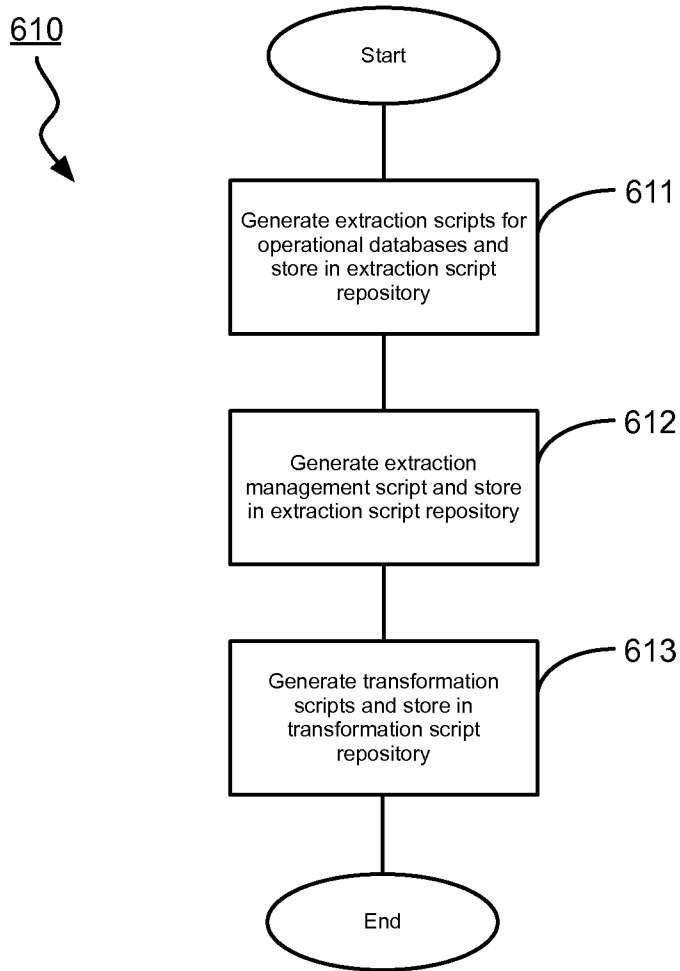 610
Start
Generate extraction scripts for
operational databases and
store in extraction script
repository
611
Generate extraction
management script and store
in extraction script repository
612
Generate transformation
scripts and store in
transformation script
repository
613
End